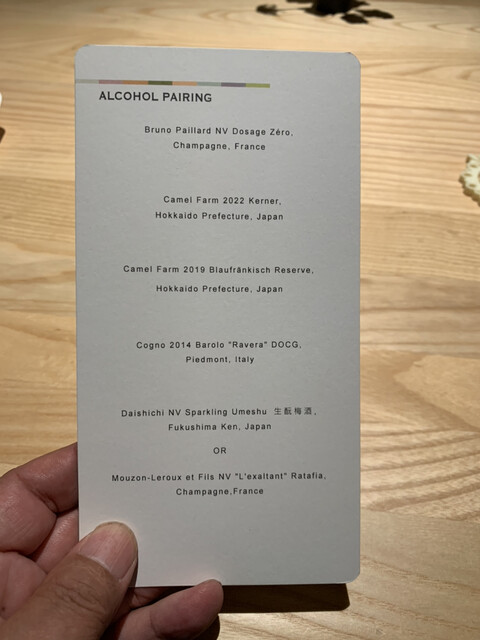 ALCOHOL PAIRING
Bruno Paillard NV Dosage Zéro,
Champagne, France
Camel Farm 2022 Kerner,
Hokkaido Prefecture, Japan
Camel Farm 2019 Blaufränkisch Reserve,
Hokkaido Prefecture, Japan
Cogno 2014 Barolo "Ravera" DOCG,
Piedmont, Italy
Daishichi NV Sparkling Umeshu 生酛梅酒,
Fukushima Ken, Japan
OR
Mouzon-Leroux et Fils NV "L'exaltant" Ratafia,
Champagne,France